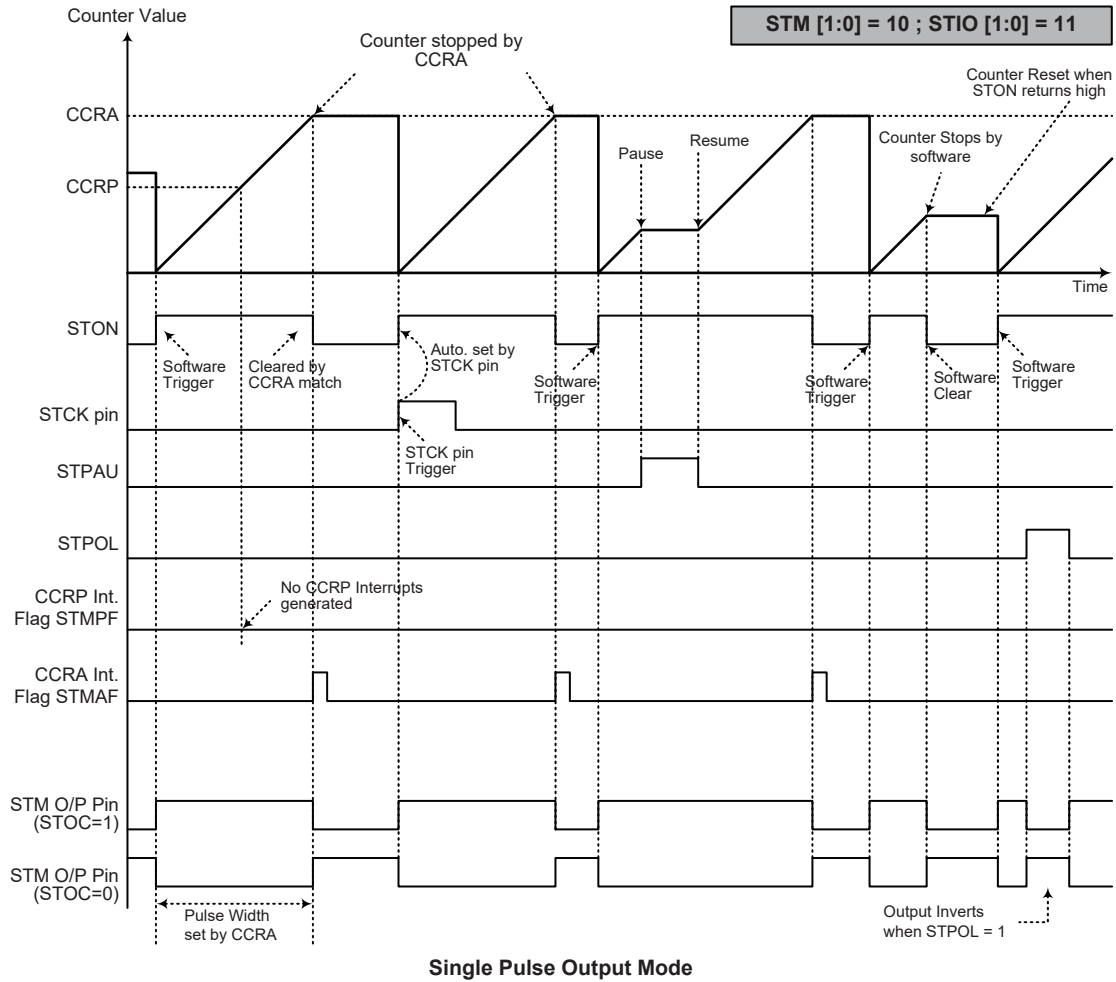 Counter Value
STM [1:0] = 10 ; STIO [1:0] = 11
Counter stopped by
CCRA
Counter Reset when
STON returns high
CCRA
Pause
Resume
Counter Stops by
software
CCRP
Time
STON
Software
Trigger
Cleared by
CCRA match
Auto. set by
STCK pin
Software
Trigger
Software
Trigger
Software
Clear
Software
Trigger
STCK pin
STCK pin
Trigger
STPAU
STPOL
CCRP Int.
Flag STMPF
No CCRP Interrupts
generated
CCRA Int.
Flag STMAF
STM O/P Pin
(STOC=1)
STM O/P Pin
(STOC=0)
Pulse Width
set by CCRA
Output Inverts
when STPOL = 1
Single Pulse Output Mode